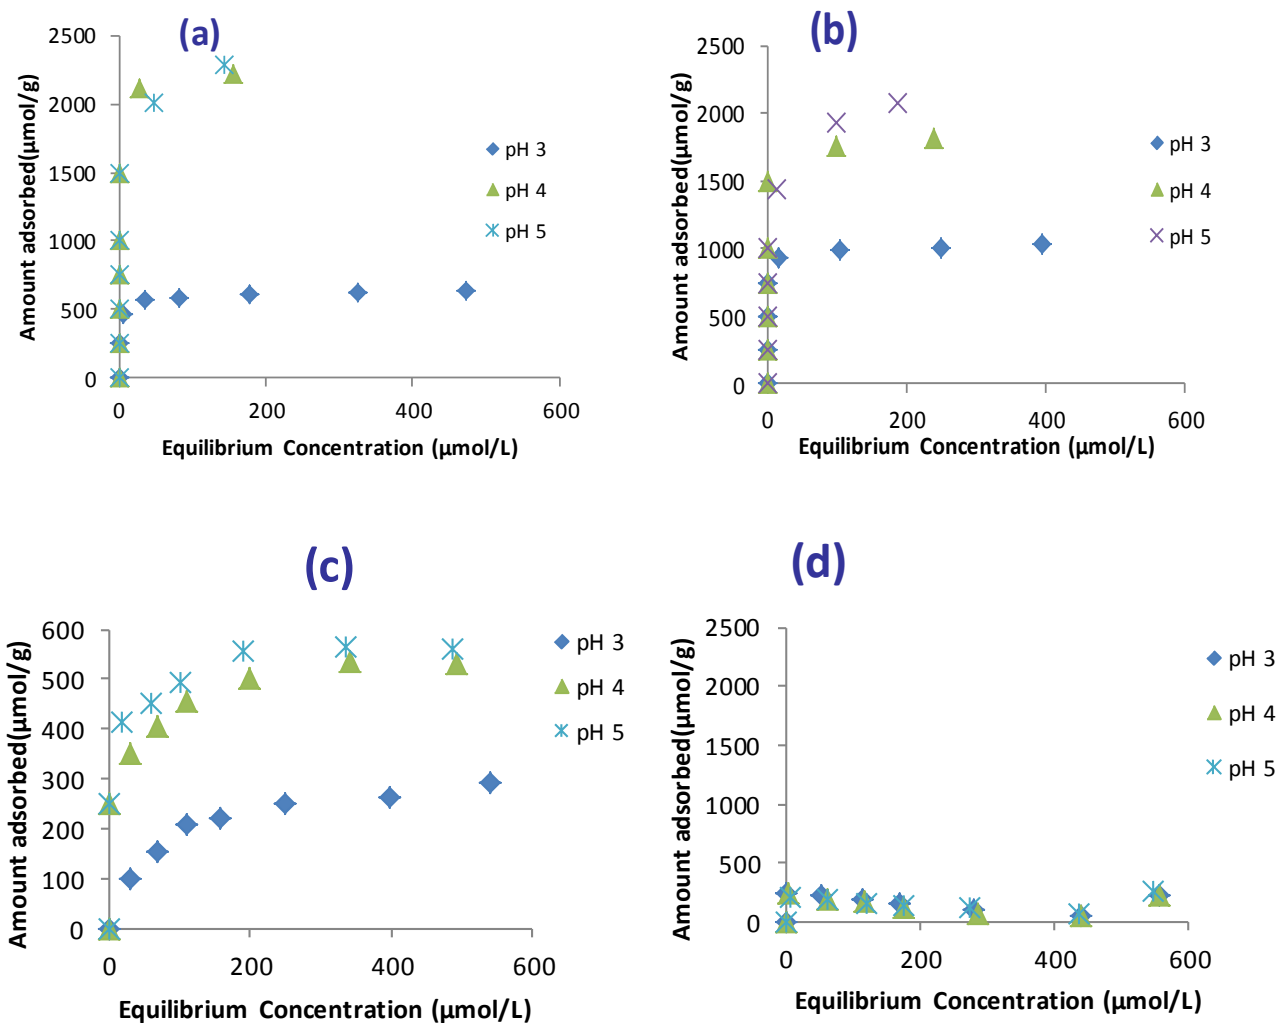 (a)
Amount adsorbed(µmol/g)
2500
2000
1500
1000
500
0
0 200 400 600
Equilibrium Concentration (µmol/L)
pH 3
pH 4
pH 5
(b)
Amount adsorbed(µmol/g)
2500
2000
1500
1000
500
0
0 200 400 600
Equilibrium Concentration (µmol/L)
pH 3
pH 4
pH 5
(c)
Amount adsorbed(µmol/g)
600
500
400
300
200
100
0
0 200 400 600
Equilibrium Concentration (µmol/L)
pH 3
pH 4
pH 5
(d)
Amount adsorbed(µmol/g)
2500
2000
1500
1000
500
0
0 200 400 600
Equilibrium Concentration (µmol/L)
pH 3
pH 4
pH 5